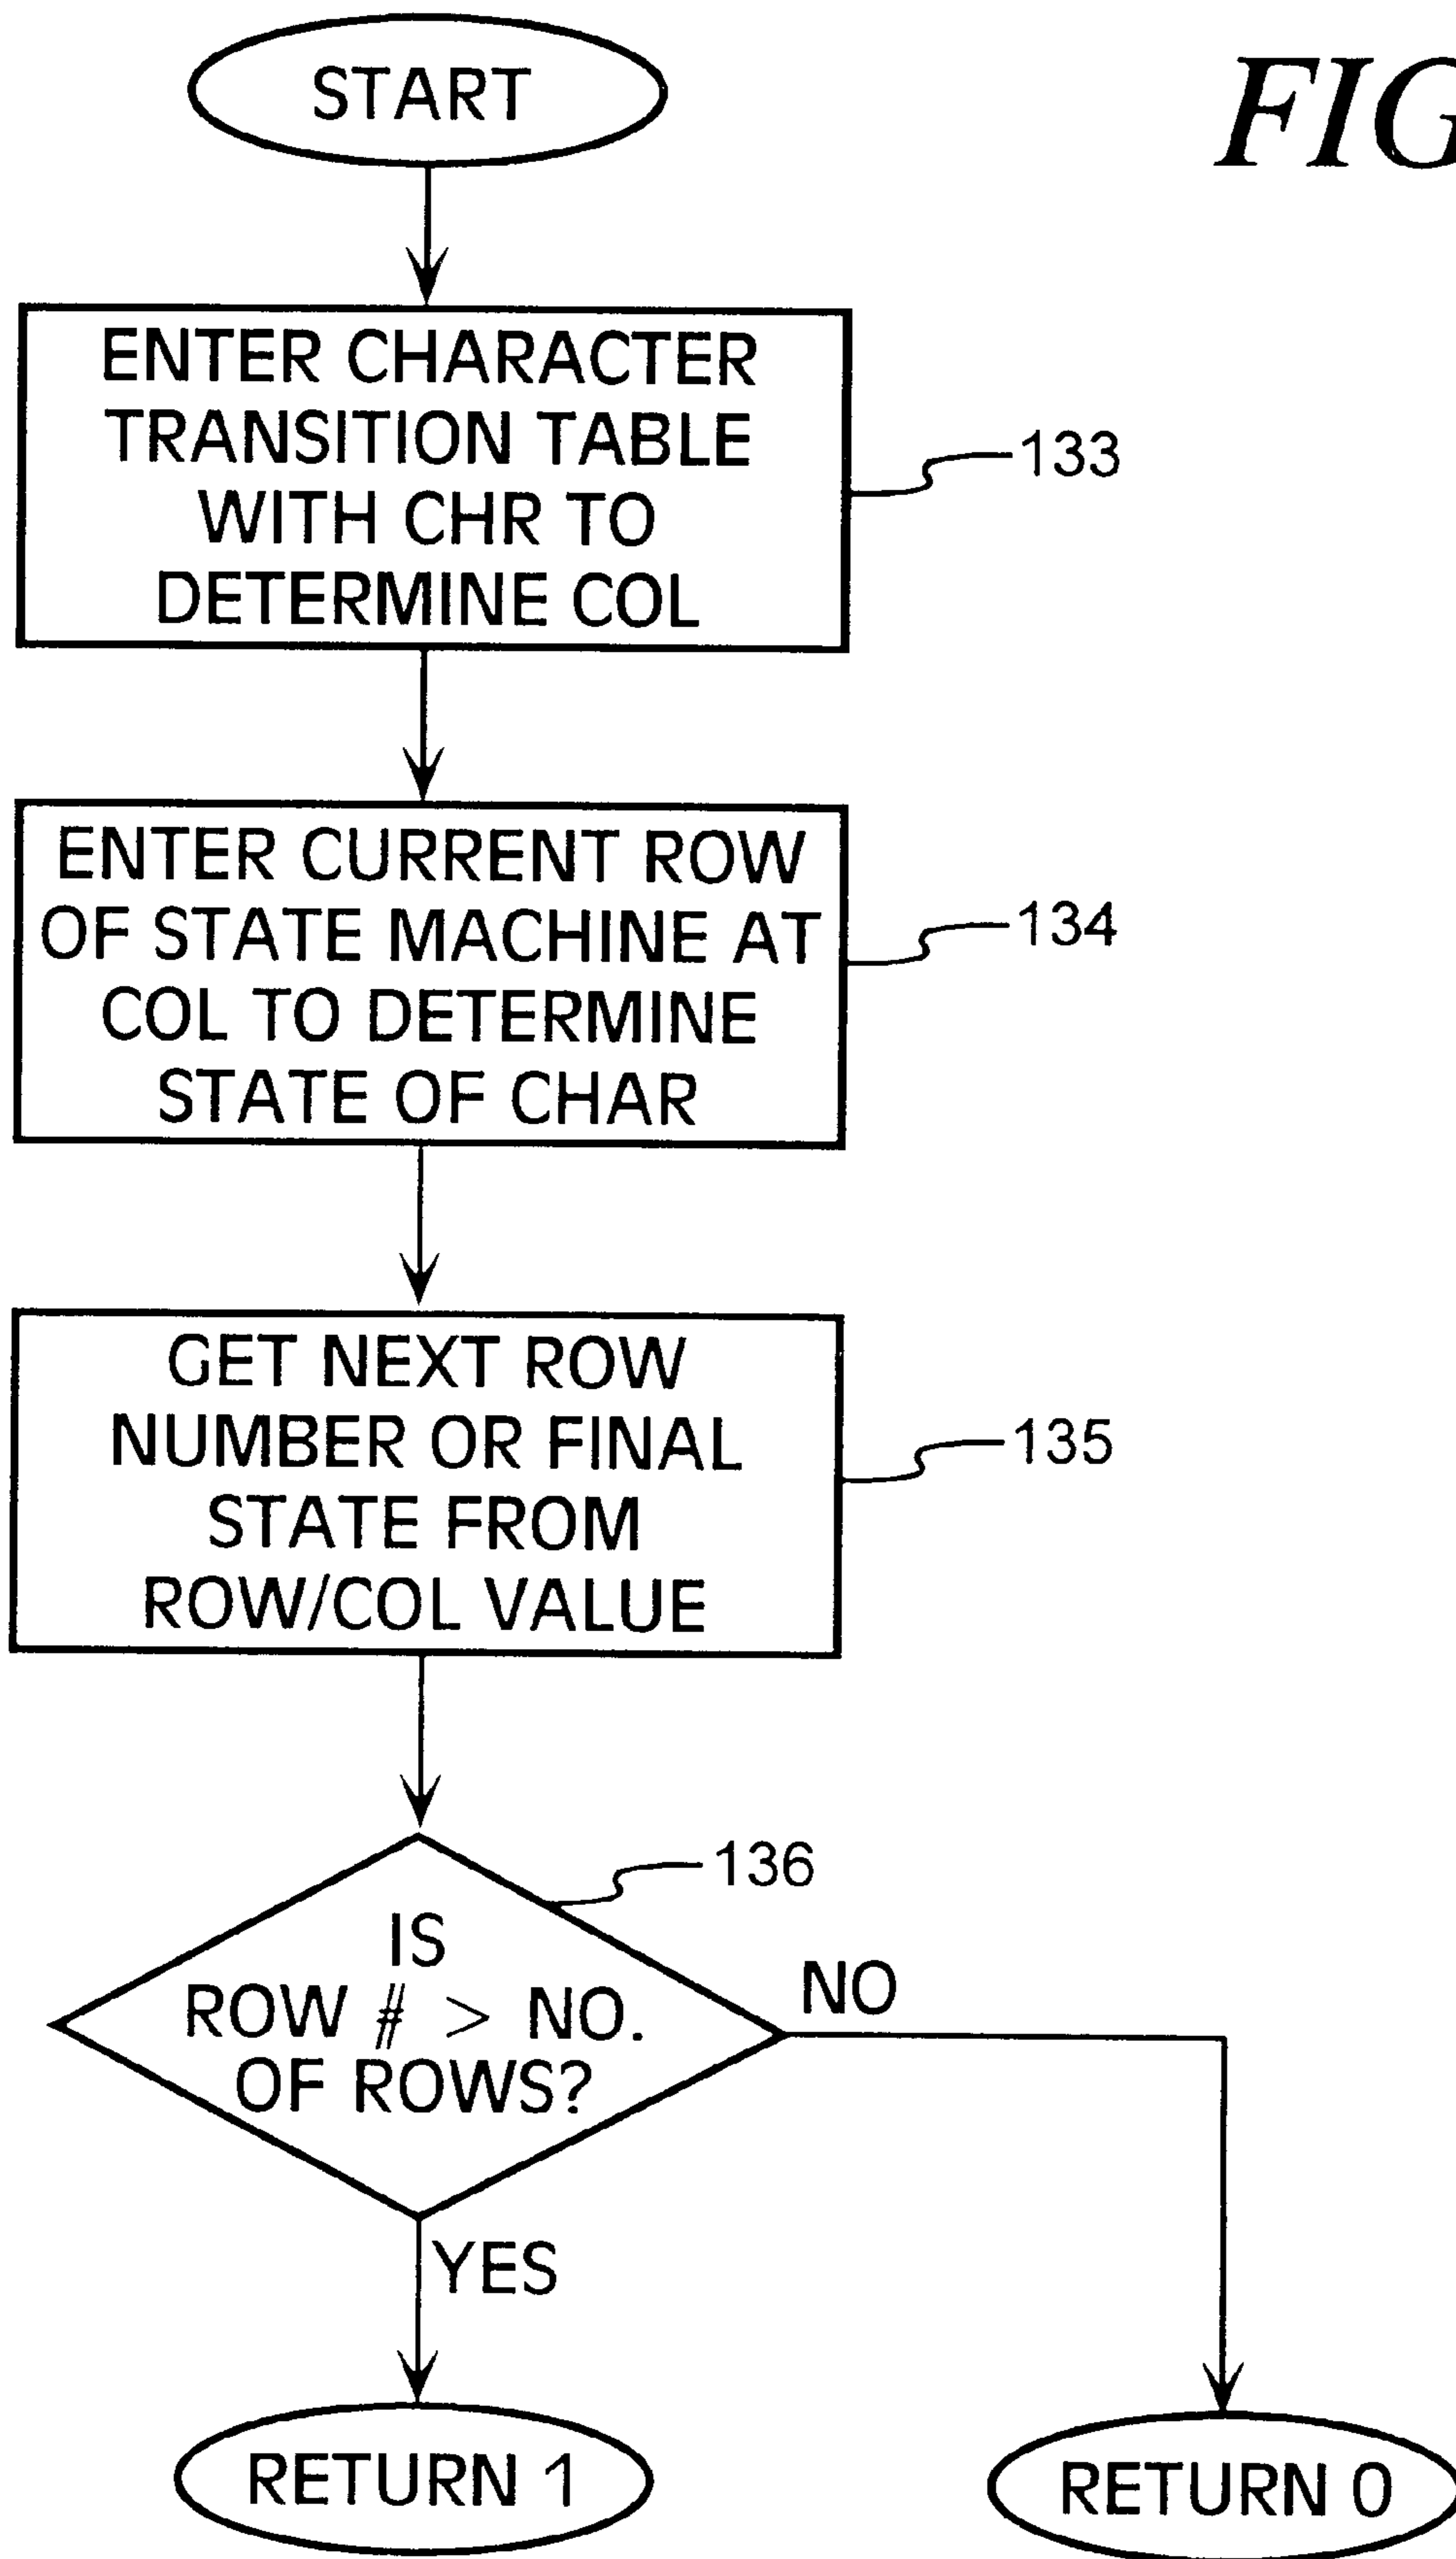 START
FIG
ENTER CHARACTER
TRANSITION TABLE
WITH CHR TO
DETERMINE COL
133
ENTER CURRENT ROW
OF STATE MACHINE AT
COL TO DETERMINE
STATE OF CHAR
134
GET NEXT ROW
NUMBER OR FINAL
STATE FROM
ROW/COL VALUE
135
136
IS
ROW # > NO.
OF ROWS?
NO
YES
RETURN 1
RETURN 0